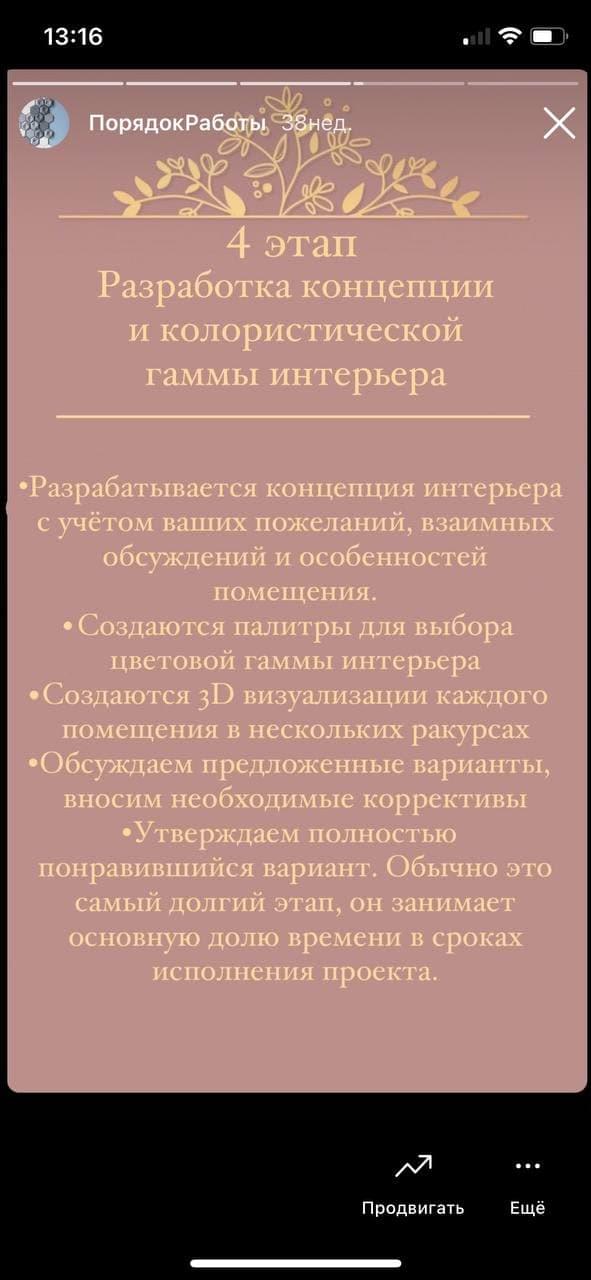 13:16
ПорядокРаботы 38нед.
4 этап
Разработка концепции
и колористической
гаммы интерьера
•Разрабатывается концепция интерьера
с учётом ваших пожеланий, взаимных
обсуждений и особенностей
помещения.
•Создаются палитры для выбора
цветовой гаммы интерьера
•Создаются 3D визуализации каждого
помещения в нескольких ракурсах
•Обсуждаем предложенные варианты,
вносим необходимые коррективы
•Утверждаем полностью
понравившийся вариант. Обычно это
самый долгий этап, он занимает
основную долю времени в сроках
исполнения проекта.
Продвигать Ещё